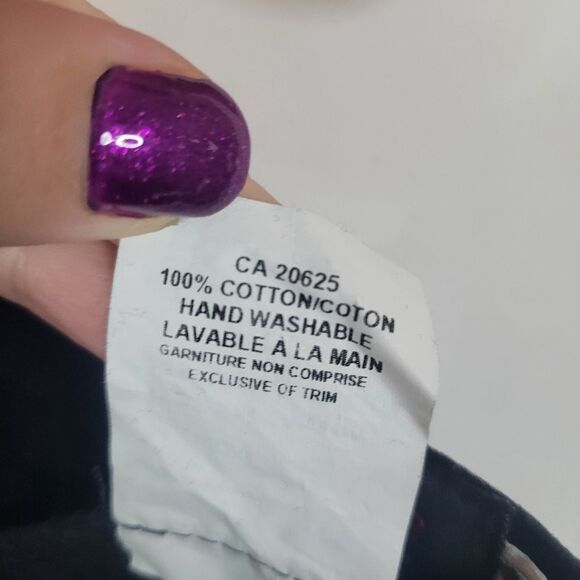 CA 20625
100% COTTON/COTON
HAND WASHABLE
LAVABLE À LA MAIN
GARNITURE NON COMPRISE
EXCLUSIVE OF TRIM